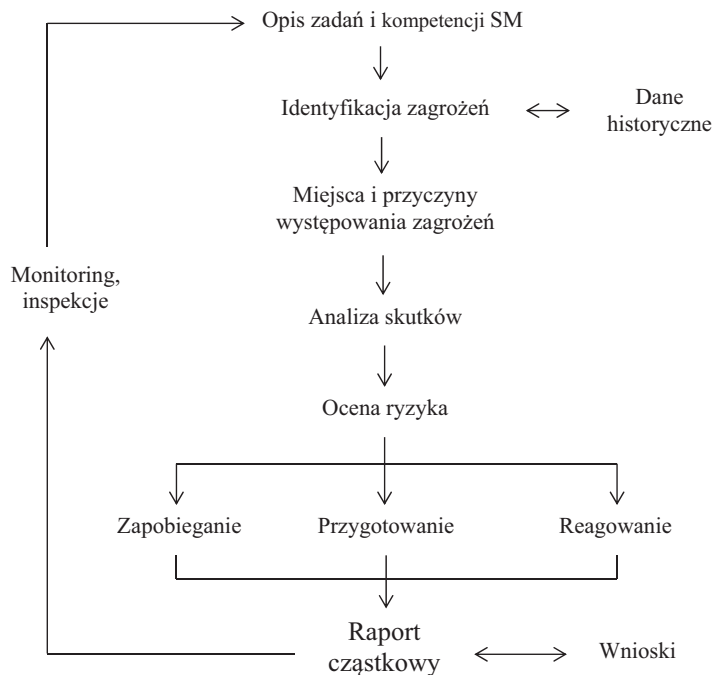 Opis zadań i kompetencji SM
Identyfikacja zagrożeń
Dane
historyczne
Miejsca i przyczyny
występowania zagrożeń
Monitoring,
inspekcje
Analiza skutków
Ocena ryzyka
Zapobieganie
Przygotowanie
Reagowanie
Raport
cząstkowy
Wnioski